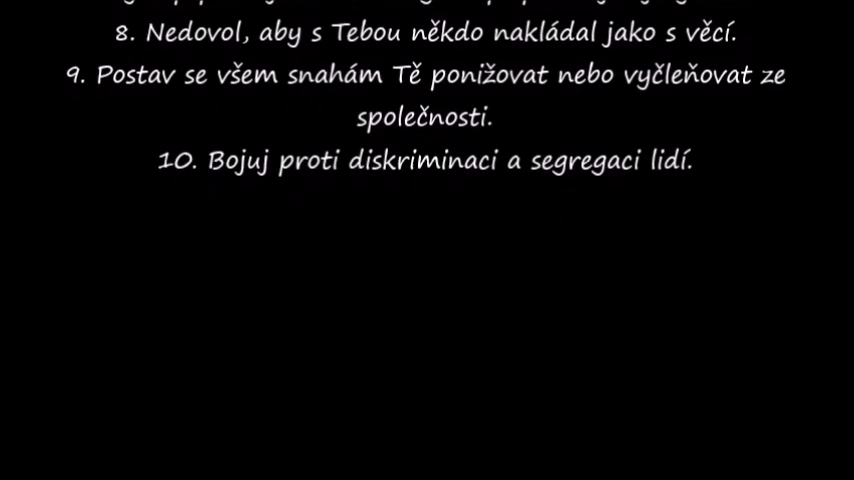 8. Nedovol, aby s Tebou někdo nakládal jako s věcí.
9. Postav se všem snahám Tě ponižovat nebo vyčleňovat ze
společnosti.
10. Bojuj proti diskriminaci a segregaci lidí.